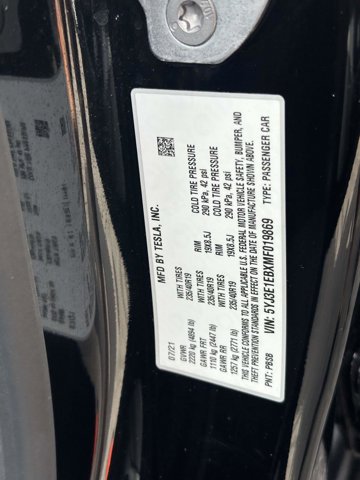 MFD BY TESLA, INC.
07/21
GVWR
2220 kg (4894 lb)
GAWR FRT WITH TIRES RIM COLD TIRE PRESSURE
1110 kg (2447 lb) 235/40R19 19X8.5J 290 kPa, 42 psi
GAWR RR WITH TIRES RIM COLD TIRE PRESSURE
1257 kg (2771 lb) 235/40R19 19X8.5J 290 kPa, 42 psi
THIS VEHICLE CONFORMS TO ALL APPLICABLE U.S. FEDERAL MOTOR VEHICLE SAFETY, BUMPER, AND
THEFT PREVENTION STANDARDS IN EFFECT ON THE DATE OF MANUFACTURE SHOWN ABOVE.
VIN: 5YJ3E1EBXMF019869 TYPE: PASSENGER CAR
PNT: PBSB